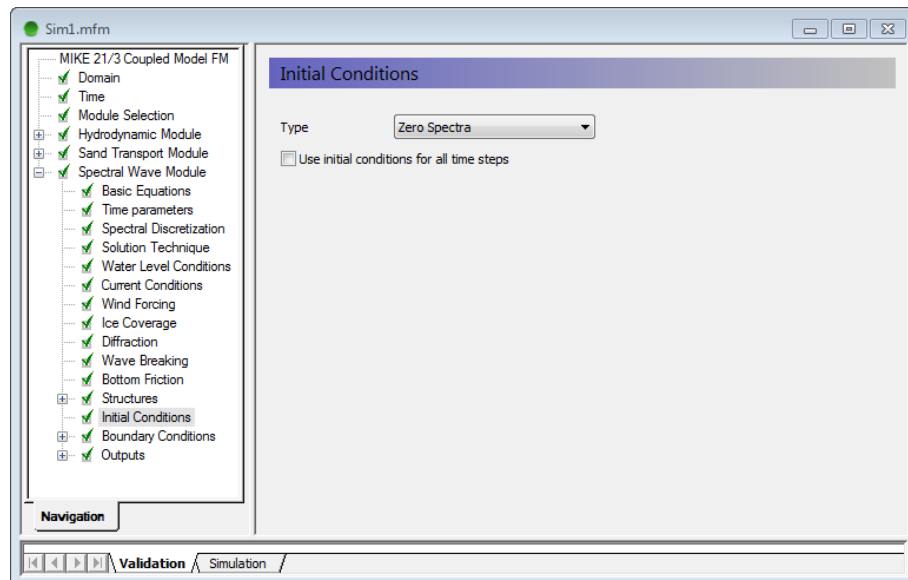 Sim1.mfm
MIKE 21/3 Coupled Model FM
Domain
Time
Module Selection
Hydrodynamic Module
Sand Transport Module
Spectral Wave Module
Basic Equations
Time parameters
Spectral Discretization
Solution Technique
Water Level Conditions
Current Conditions
Wind Forcing
Ice Coverage
Diffraction
Wave Breaking
Bottom Friction
Structures
Initial Conditions
Boundary Conditions
Outputs
Navigation
Initial Conditions
Type Zero Spectra
Use initial conditions for all time steps
Validation Simulation